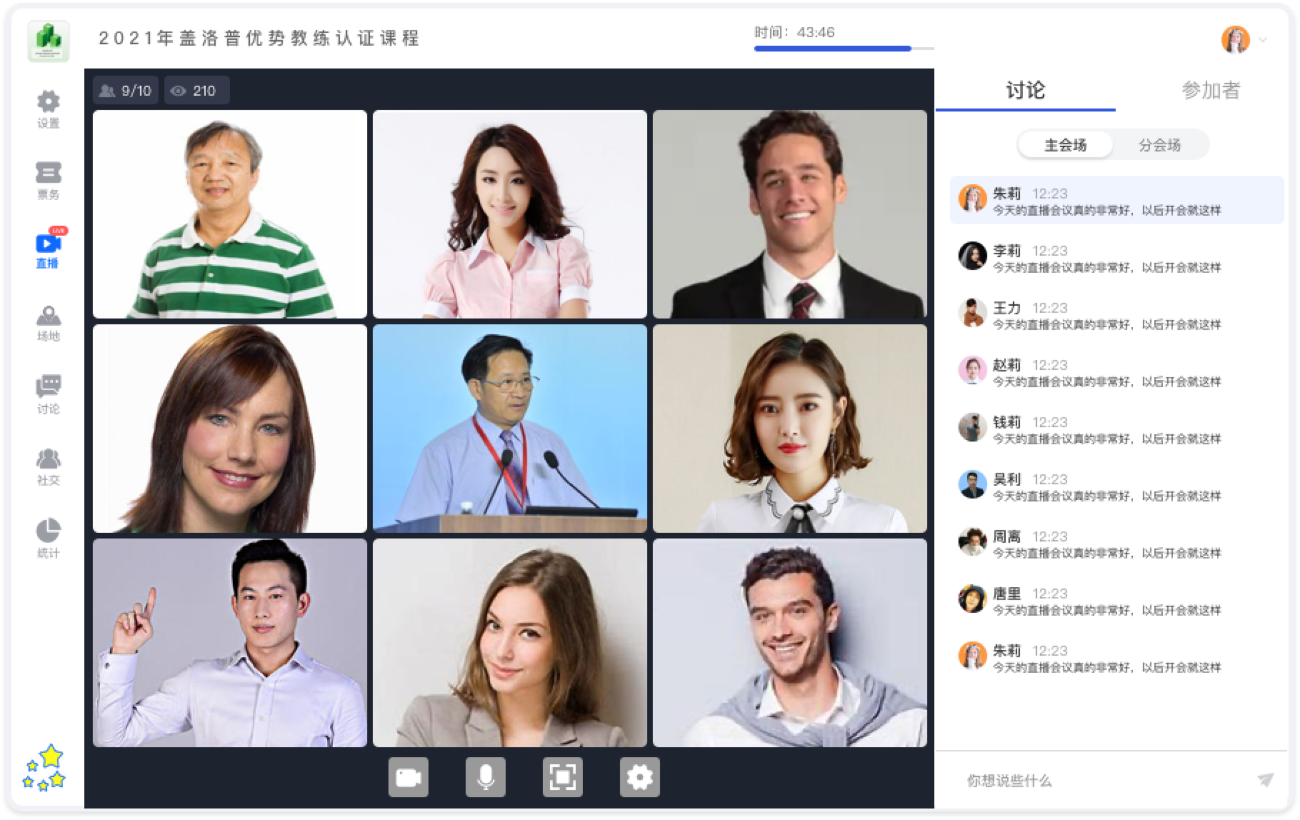 2021年盖洛普优势教练认证课程
时间：43:46
9/10
210
设置
票务
LIVE
直播
场地
讨论
社交
统计
讨论
参加者
主会场
分会场
朱莉 12:23
今天的直播会议真的非常好，以后开会就这样
李莉 12:23
今天的直播会议真的非常好，以后开会就这样
王力 12:23
今天的直播会议真的非常好，以后开会就这样
赵莉 12:23
今天的直播会议真的非常好，以后开会就这样
钱莉 12:23
今天的直播会议真的非常好，以后开会就这样
吴利 12:23
今天的直播会议真的非常好，以后开会就这样
周离 12:23
今天的直播会议真的非常好，以后开会就这样
唐里 12:23
今天的直播会议真的非常好，以后开会就这样
朱莉 12:23
今天的直播会议真的非常好，以后开会就这样
你想说些什么